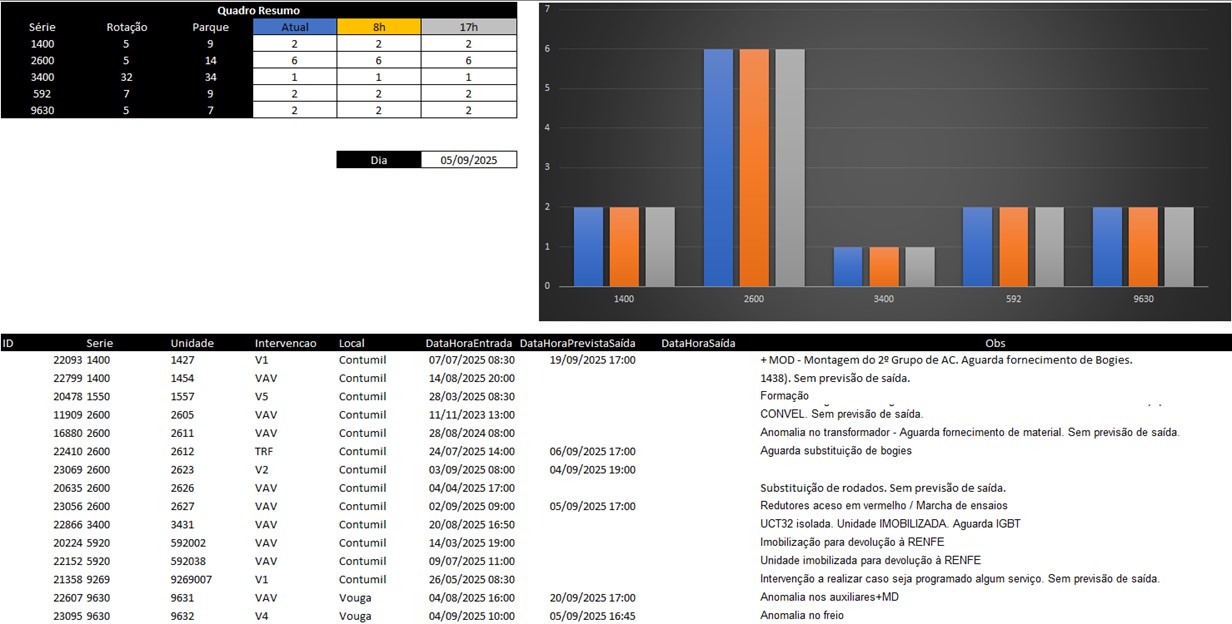 Quadro Resumo
Série Rotação Parque Atual 8h 17h
1400 5 9 2 2 2
2600 5 14 6 6 6
3400 32 34 1 1 1
592 7 9 2 2 2
9630 5 7 2 2 2
Dia 05/09/2025
7
6
5
4
3
2
1
0
1400 2600 3400 592 9630
ID Serie Unidade Intervencao Local DataHoraEntrada DataHoraPrevistaSaída DataHoraSaída Obs
22093 1400 1427 V1 Contumil 07/07/2025 08:30 19/09/2025 17:00 + MOD - Montagem do 2º Grupo de AC. Aguarda fornecimento de Bogies.
22799 1400 1454 VAV Contumil 14/08/2025 20:00 1438). Sem previsão de saída.
20478 1550 1557 V5 Contumil 28/03/2025 08:30 Formação
11909 2600 2605 VAV Contumil 11/11/2023 13:00 CONVEL. Sem previsão de saída.
16880 2600 2611 VAV Contumil 28/08/2024 08:00 Anomalia no transformador - Aguarda fornecimento de material. Sem previsão de saída.
22410 2600 2612 TRF Contumil 24/07/2025 14:00 06/09/2025 17:00 Aguarda substituição de bogies
23069 2600 2623 V2 Contumil 03/09/2025 08:00 04/09/2025 19:00
20635 2600 2626 VAV Contumil 04/04/2025 17:00 Substituição de rodados. Sem previsão de saída.
23056 2600 2627 VAV Contumil 02/09/2025 09:00 05/09/2025 17:00 Redutores aceso em vermelho / Marcha de ensaios
22866 3400 3431 VAV Contumil 20/08/2025 16:50 UCT32 isolada. Unidade IMOBILIZADA. Aguarda IGBT
20224 5920 592002 VAV Contumil 14/03/2025 19:00 Imobilização para devolução à RENFE
22152 5920 592038 VAV Contumil 09/07/2025 11:00 Unidade imobilizada para devolução à RENFE
21358 9269 9269007 V1 Contumil 26/05/2025 08:30 Intervenção a realizar caso seja programado algum serviço. Sem previsão de saída.
22607 9630 9631 VAV Vouga 04/08/2025 16:00 20/09/2025 17:00 Anomalia nos auxiliares+MD
23095 9630 9632 V4 Vouga 04/09/2025 10:00 05/09/2025 16:45 Anomalia no freio